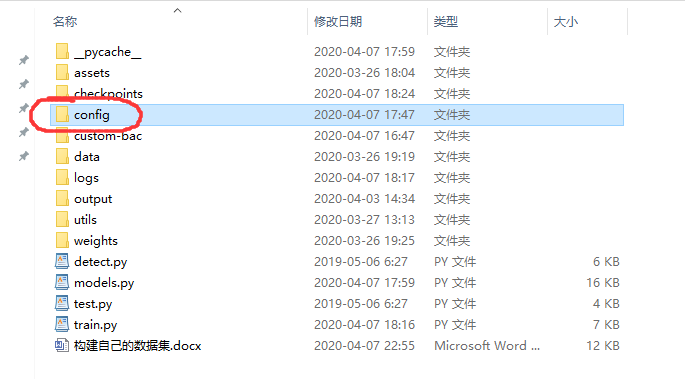 名称 修改日期 类型 大小
__pycache__ 2020-04-07 17:59 文件夹
assets 2020-03-26 18:04 文件夹
checkpoints 2020-04-07 18:24 文件夹
config 2020-04-07 17:47 文件夹
custom-bac 2020-04-07 16:47 文件夹
data 2020-03-26 19:19 文件夹
logs 2020-04-07 18:17 文件夹
output 2020-04-03 14:34 文件夹
utils 2020-03-27 13:13 文件夹
weights 2020-03-26 19:25 文件夹
detect.py 2019-05-06 6:27 PY 文件 6 KB
models.py 2020-04-07 17:59 PY 文件 16 KB
test.py 2019-05-06 6:27 PY 文件 4 KB
train.py 2020-04-07 18:16 PY 文件 7 KB
构建自己的数据集.docx 2020-04-07 22:55 Microsoft Word ... 12 KB